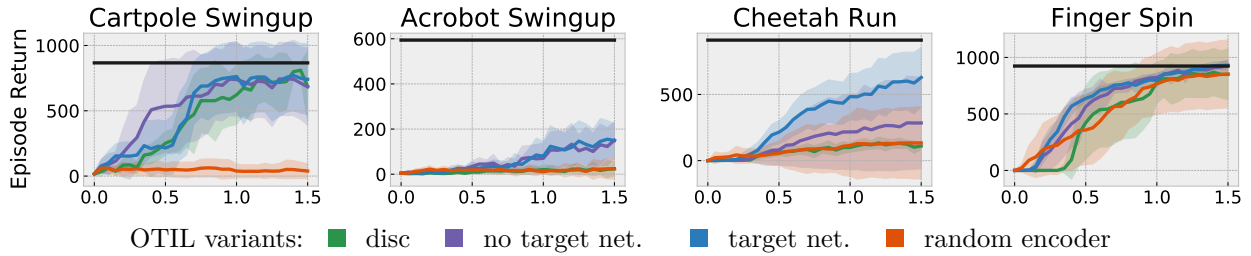 Cartpole Swingup Acrobot Swingup Cheetah Run Finger Spin
Episode Return
1000 500 0
0.0 0.5 1.0 1.5
600 400 200 0
0.0 0.5 1.0 1.5
500 0
0.0 0.5 1.0 1.5
1000 500 0
0.0 0.5 1.0 1.5
OTIL variants: disc no target net. target net. random encoder